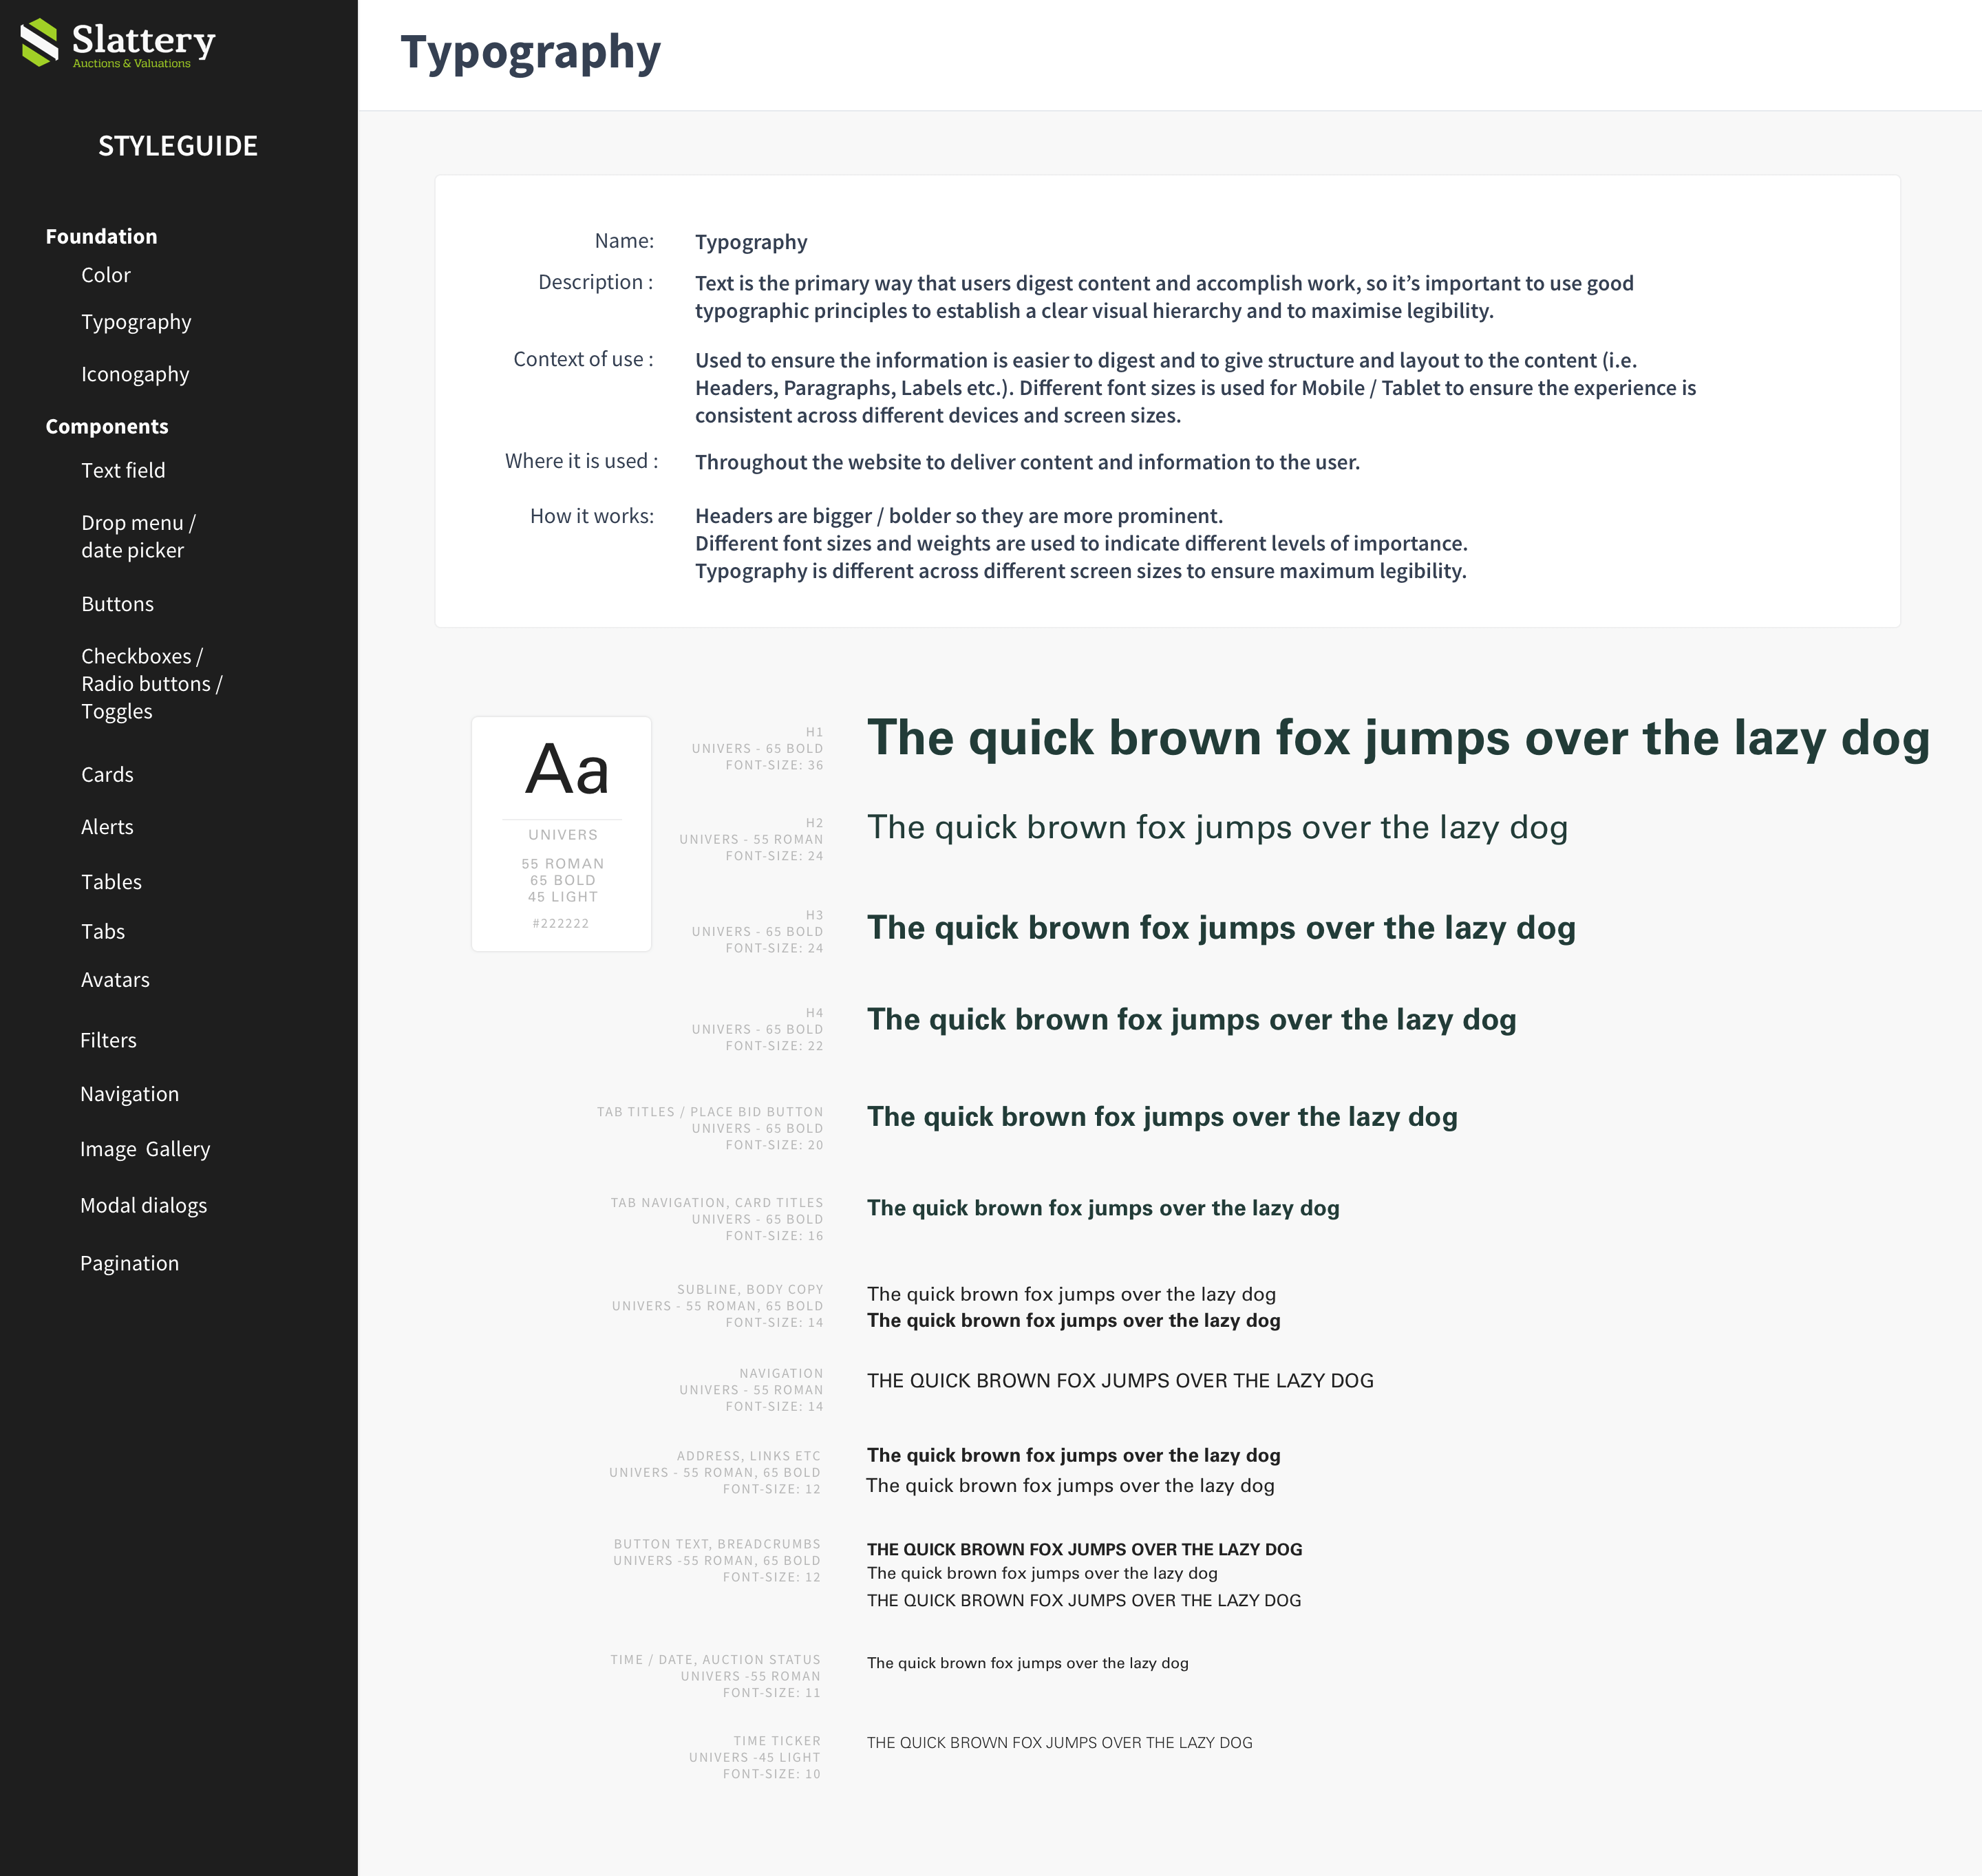 Slattery
Auctions & Valuations
STYLEGUIDE
Foundation
Color
Typography
Iconogaphy
Components
Text field
Drop menu /
date picker
Buttons
Checkboxes /
Radio buttons /
Toggles
Cards
Alerts
Tables
Tabs
Avatars
Filters
Navigation
Image Gallery
Modal dialogs
Pagination
Typography
Name:
Typography
Description :
Text is the primary way that users digest content and accomplish work, so it’s important to use good
typographic principles to establish a clear visual hierarchy and to maximise legibility.
Context of use :
Used to ensure the information is easier to digest and to give structure and layout to the content (i.e.
Headers, Paragraphs, Labels etc.). Different font sizes is used for Mobile / Tablet to ensure the experience is
consistent across different devices and screen sizes.
Where it is used :
Throughout the website to deliver content and information to the user.
How it works:
Headers are bigger / bolder so they are more prominent.
Different font sizes and weights are used to indicate different levels of importance.
Typography is different across different screen sizes to ensure maximum legibility.
Aa
UNIVERS
55 ROMAN
65 BOLD
45 LIGHT
#222222
H1
UNIVERS - 65 BOLD
FONT-SIZE: 36
The quick brown fox jumps over the lazy dog
H2
UNIVERS - 55 ROMAN
FONT-SIZE: 24
The quick brown fox jumps over the lazy dog
H3
UNIVERS - 65 BOLD
FONT-SIZE: 24
The quick brown fox jumps over the lazy dog
H4
UNIVERS - 65 BOLD
FONT-SIZE: 22
The quick brown fox jumps over the lazy dog
TAB TITLES / PLACE BID BUTTON
UNIVERS - 65 BOLD
FONT-SIZE: 20
The quick brown fox jumps over the lazy dog
TAB NAVIGATION, CARD TITLES
UNIVERS - 65 BOLD
FONT-SIZE: 16
The quick brown fox jumps over the lazy dog
SUBLINE, BODY COPY
UNIVERS - 55 ROMAN, 65 BOLD
FONT-SIZE: 14
The quick brown fox jumps over the lazy dog
The quick brown fox jumps over the lazy dog
NAVIGATION
UNIVERS - 55 ROMAN
FONT-SIZE: 14
THE QUICK BROWN FOX JUMPS OVER THE LAZY DOG
ADDRESS, LINKS ETC
UNIVERS - 55 ROMAN, 65 BOLD
FONT-SIZE: 12
The quick brown fox jumps over the lazy dog
The quick brown fox jumps over the lazy dog
BUTTON TEXT, BREADCRUMBS
UNIVERS -55 ROMAN, 65 BOLD
FONT-SIZE: 12
THE QUICK BROWN FOX JUMPS OVER THE LAZY DOG
The quick brown fox jumps over the lazy dog
THE QUICK BROWN FOX JUMPS OVER THE LAZY DOG
TIME / DATE, AUCTION STATUS
UNIVERS -55 ROMAN
FONT-SIZE: 11
The quick brown fox jumps over the lazy dog
TIME TICKER
UNIVERS -45 LIGHT
FONT-SIZE: 10
THE QUICK BROWN FOX JUMPS OVER THE LAZY DOG